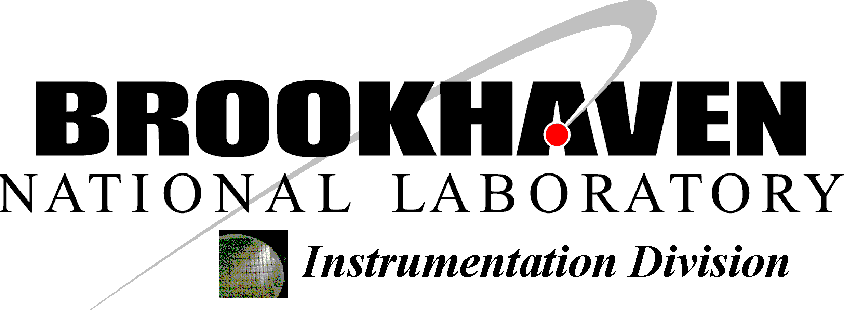 BROOKHAVEN
NATIONAL LABORATORY
Instrumentation Division